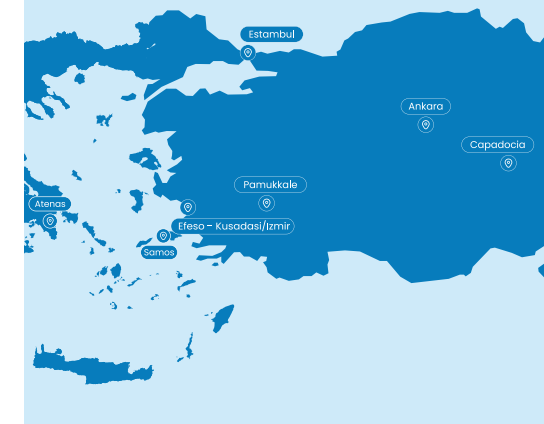 Estambul
Ankara
Capadocia
Pamukkale
Atenas
Efeso – Kusadasi/Izmir
Samos